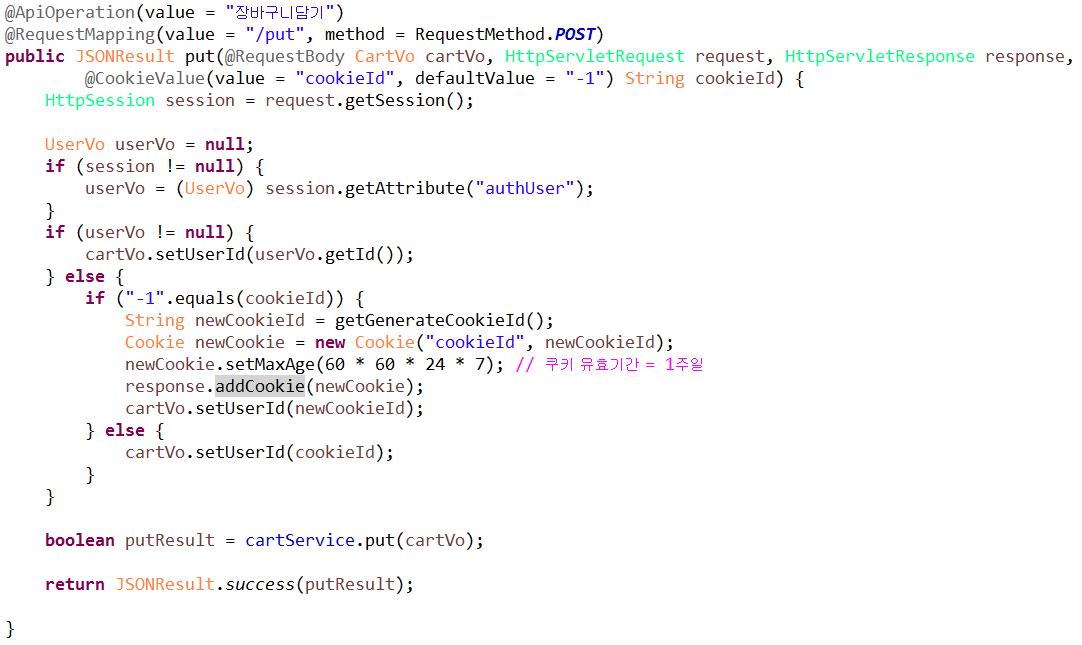 @ApiOperation(value = "장바구니담기")
@RequestMapping(value = "/put", method = RequestMethod.POST)
public JSONResult put(@RequestBody CartVo cartVo, HttpServletRequest request, HttpServletResponse response,
        @CookieValue(value = "cookieId", defaultValue = "-1") String cookieId) {
    HttpSession session = request.getSession();

    UserVo userVo = null;
    if (session != null) {
        userVo = (UserVo) session.getAttribute("authUser");
    }
    if (userVo != null) {
        cartVo.setUserId(userVo.getId());
    } else {
        if ("-1".equals(cookieId)) {
            String newCookieId = getGenerateCookieId();
            Cookie newCookie = new Cookie("cookieId", newCookieId);
            newCookie.setMaxAge(60 * 60 * 24 * 7); // 쿠키 유효기간 = 1주일
            response.addCookie(newCookie);
            cartVo.setUserId(newCookieId);
        } else {
            cartVo.setUserId(cookieId);
        }
    }

    boolean putResult = cartService.put(cartVo);

    return JSONResult.success(putResult);

}